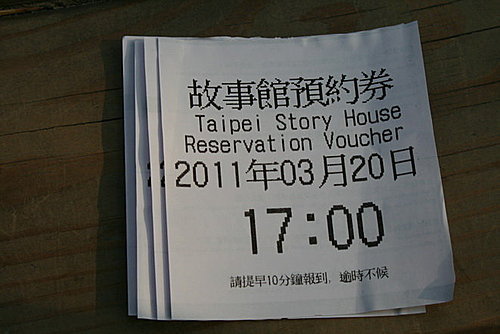 故事館預約券
Taipei Story House
Reservation Voucher
2011年03月20日
17:00
請提早10分鐘報到, 逾時不候